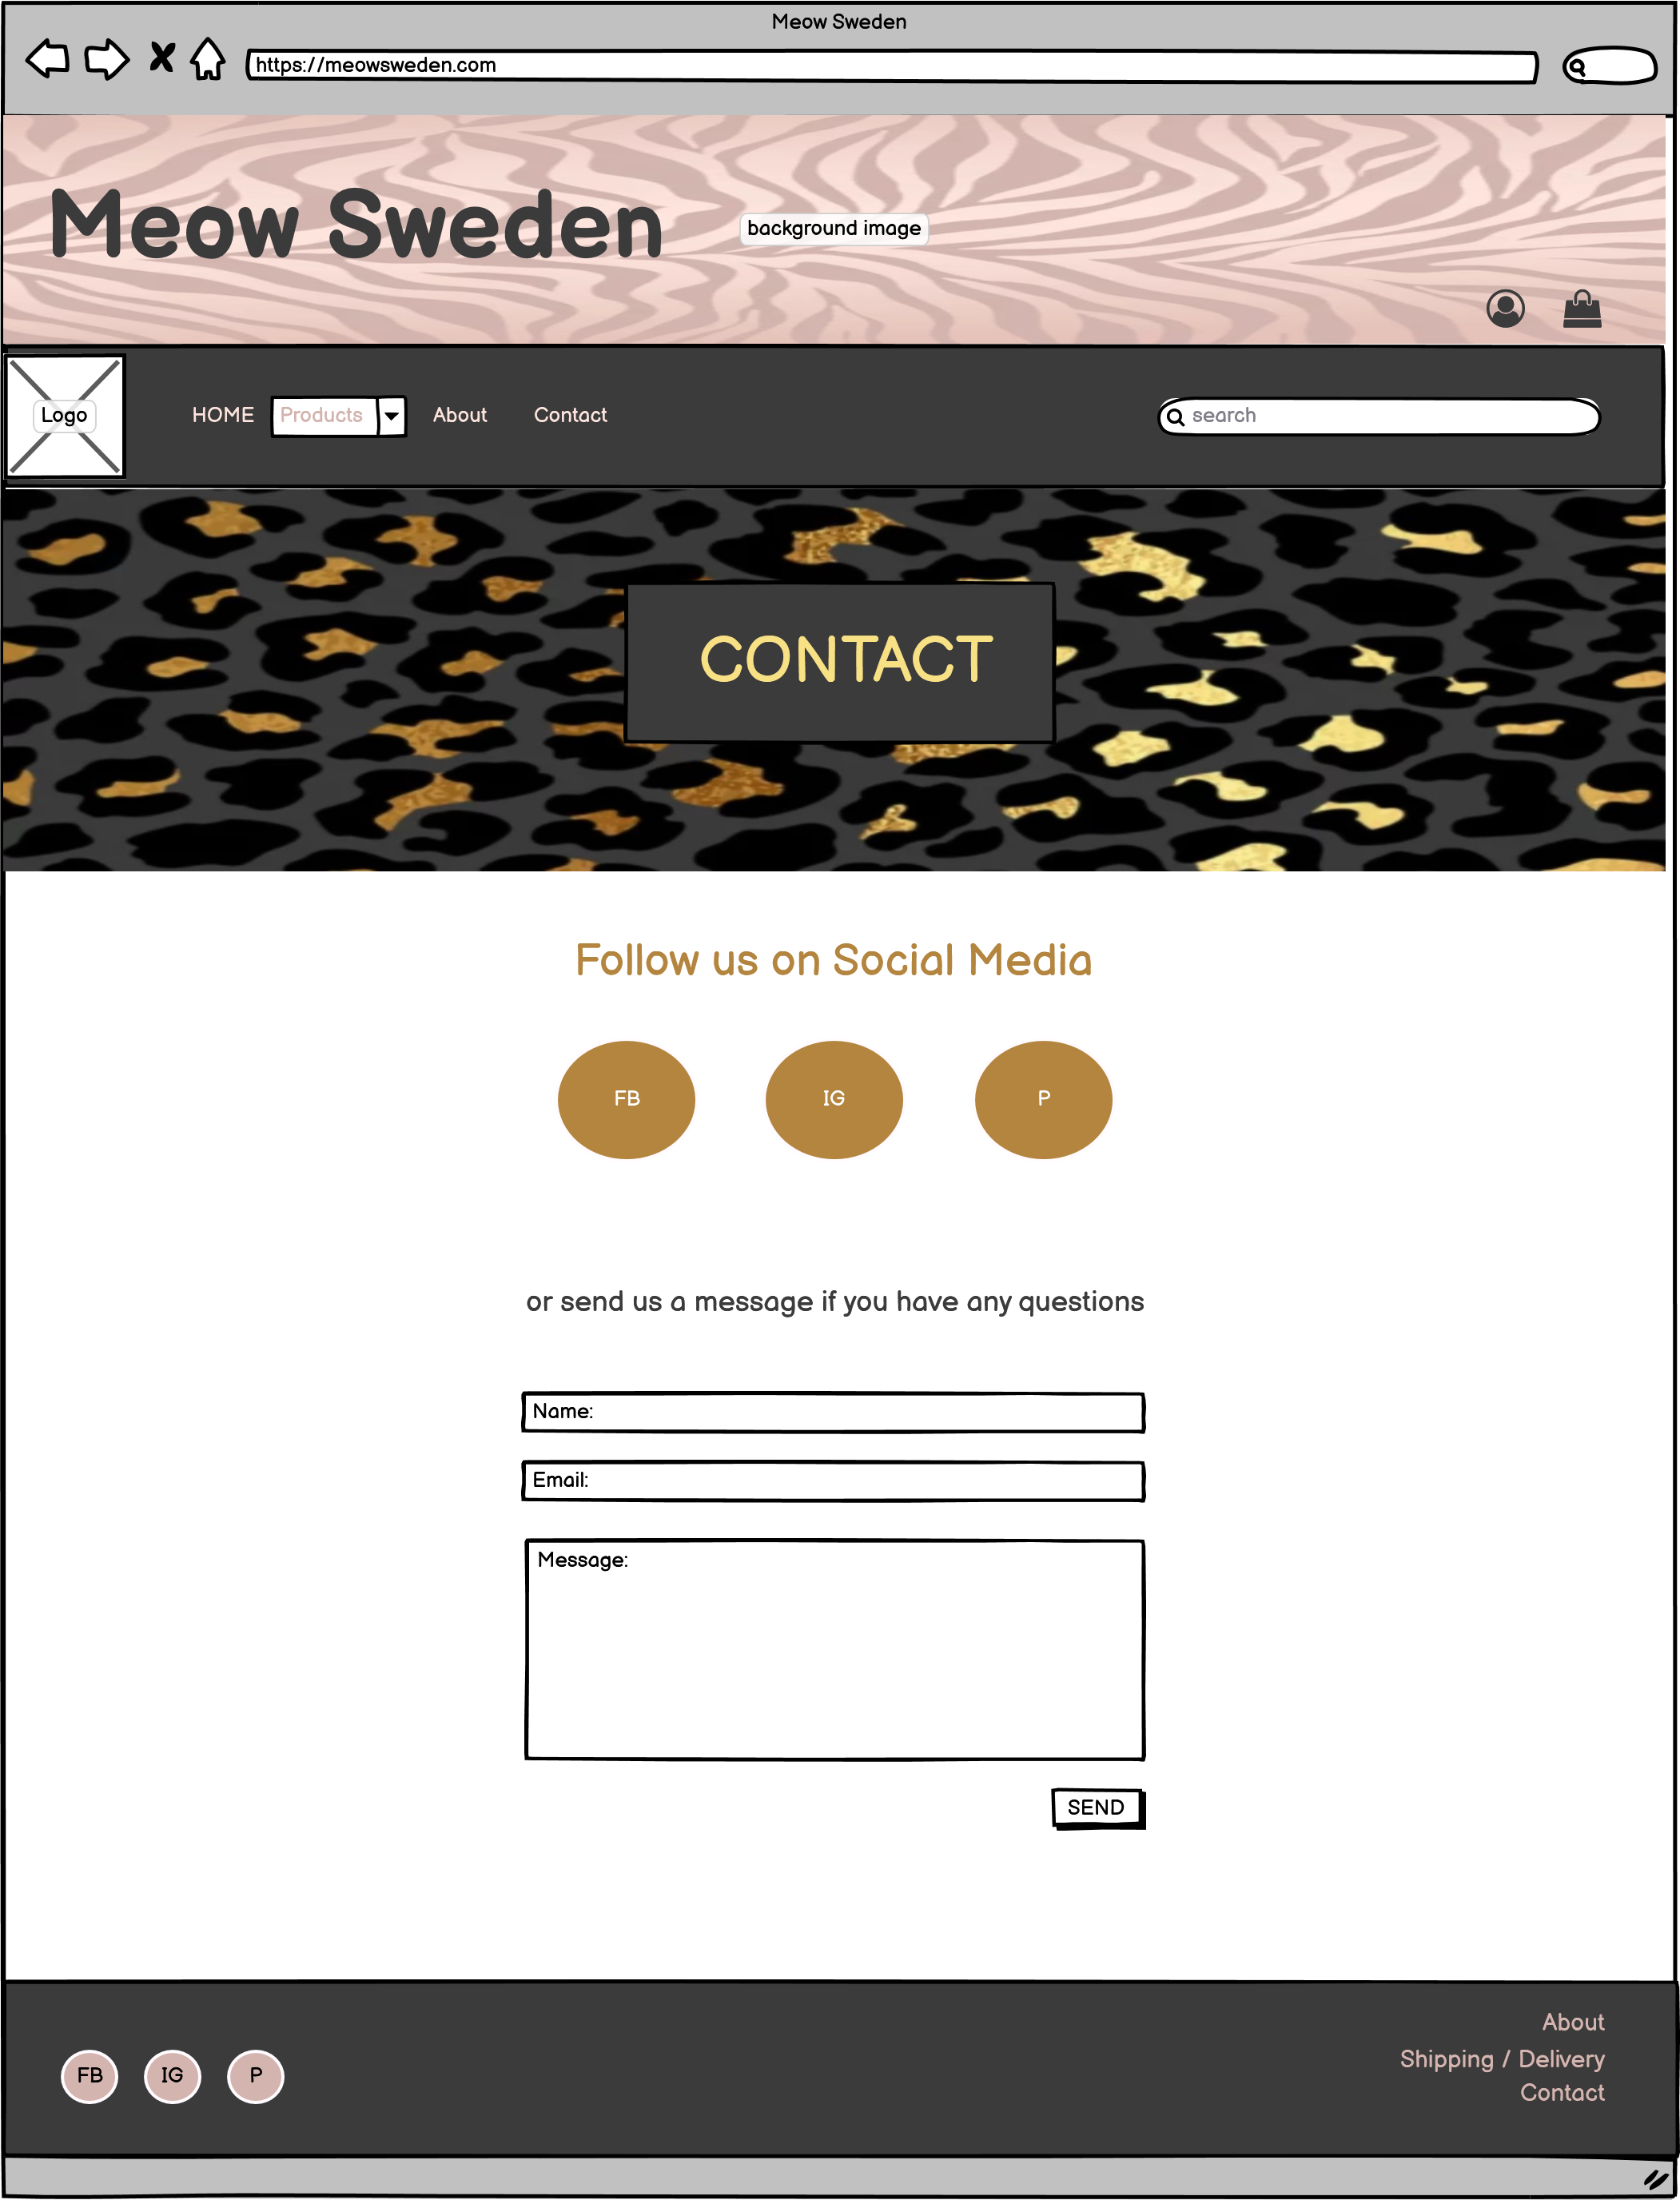 Meow Sweden
https://meowsweden.com
Meow Sweden
background image
Logo
HOME
Products
About
Contact
search
CONTACT
Follow us on Social Media
FB
IG
P
or send us a message if you have any questions
Name:
Email:
Message:
SEND
About
Shipping / Delivery
Contact
FB
IG
P